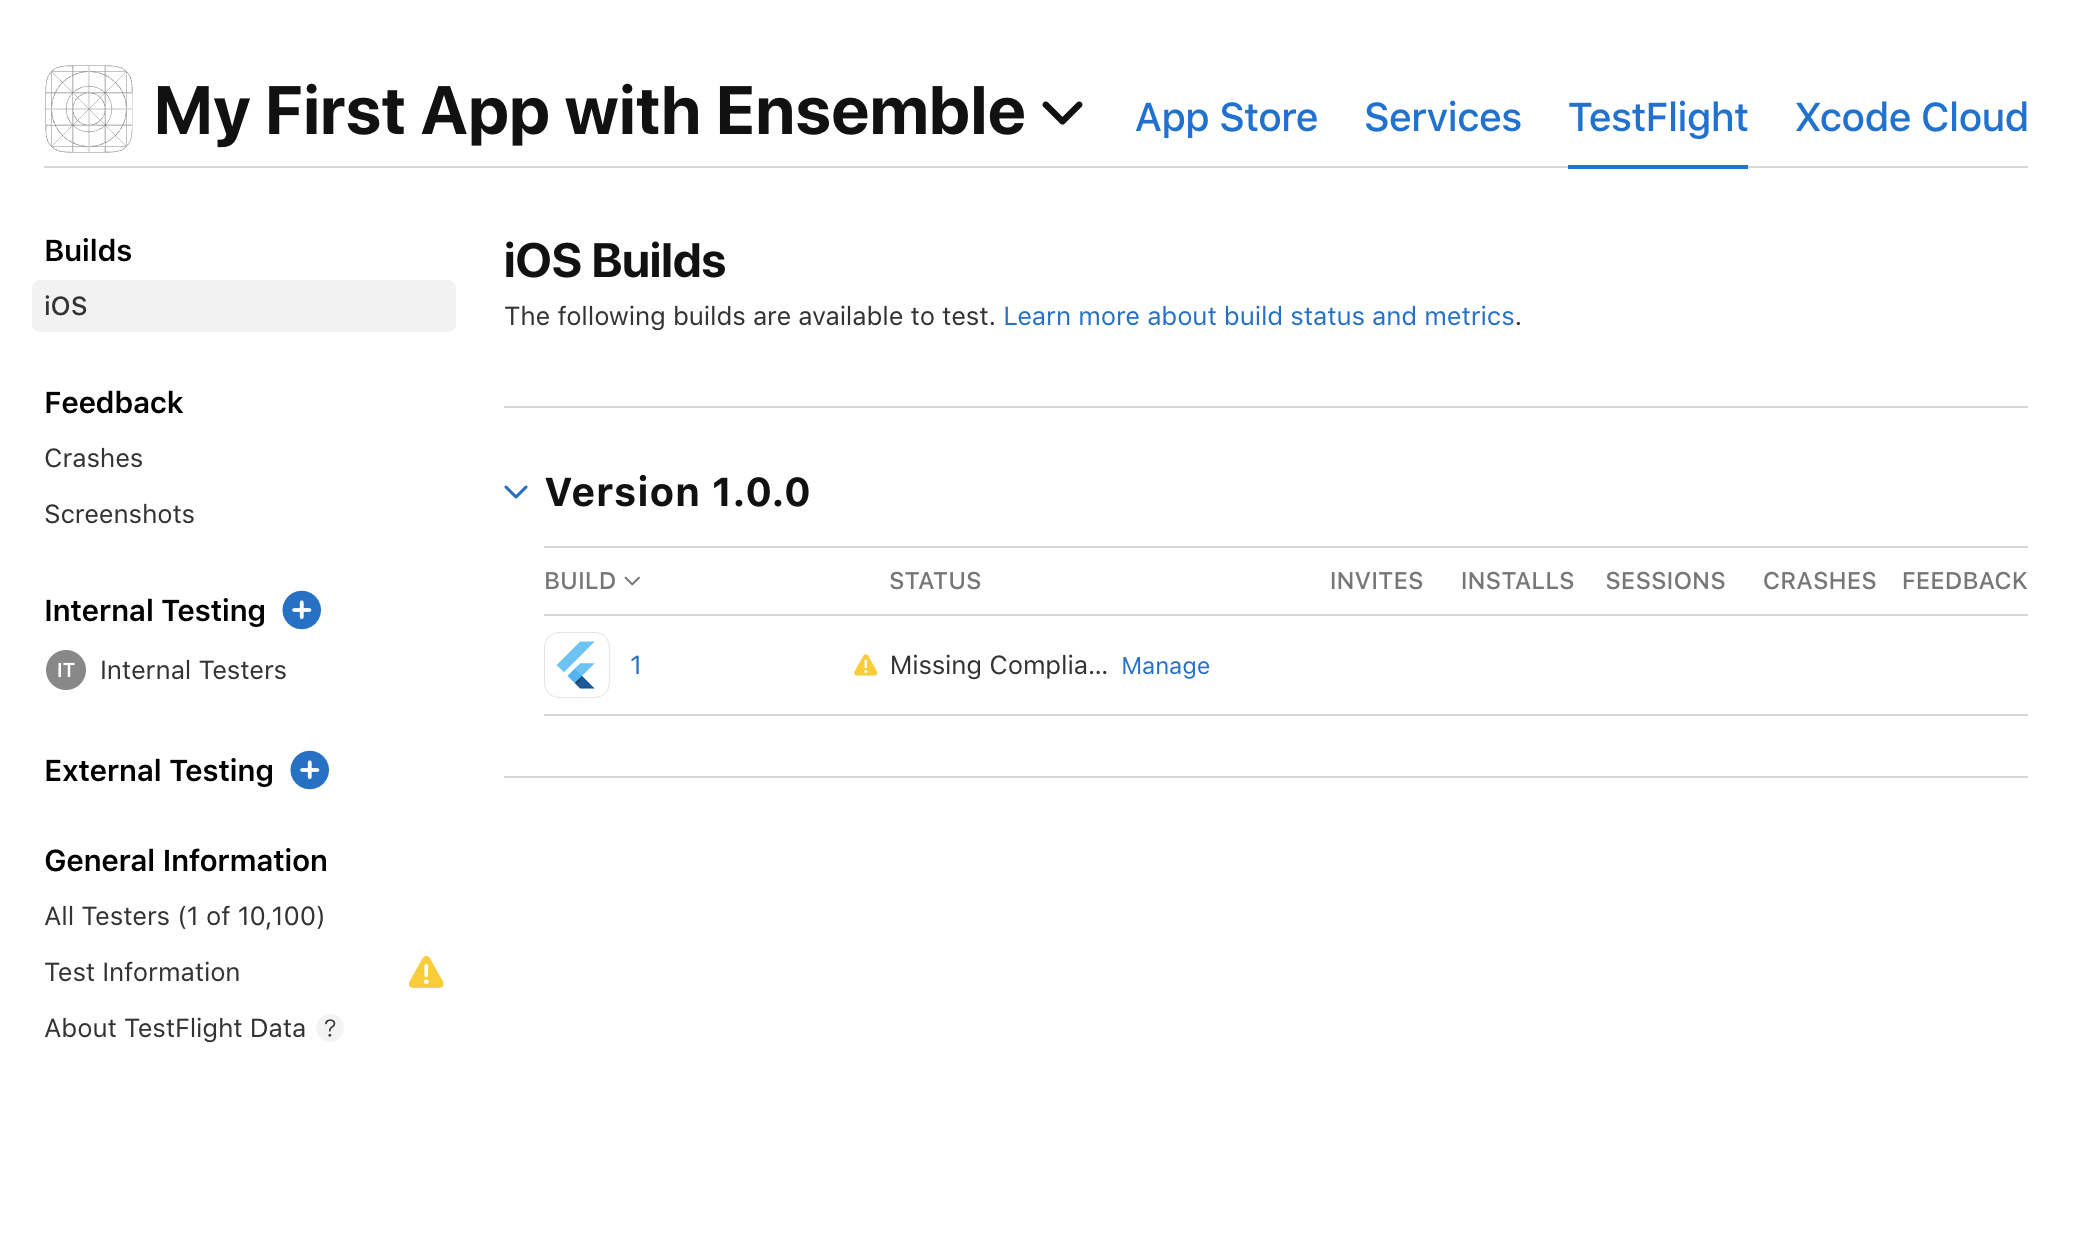 My First App with Ensemble
App Store
Services
TestFlight
Xcode Cloud
Builds
iOS
Feedback
Crashes
Screenshots
Internal Testing
IT Internal Testers
External Testing
General Information
All Testers (1 of 10,100)
Test Information
About TestFlight Data ?
iOS Builds
The following builds are available to test. Learn more about build status and metrics.
Version 1.0.0
BUILD STATUS INVITES INSTALLS SESSIONS CRASHES FEEDBACK
1 Missing Complia... Manage